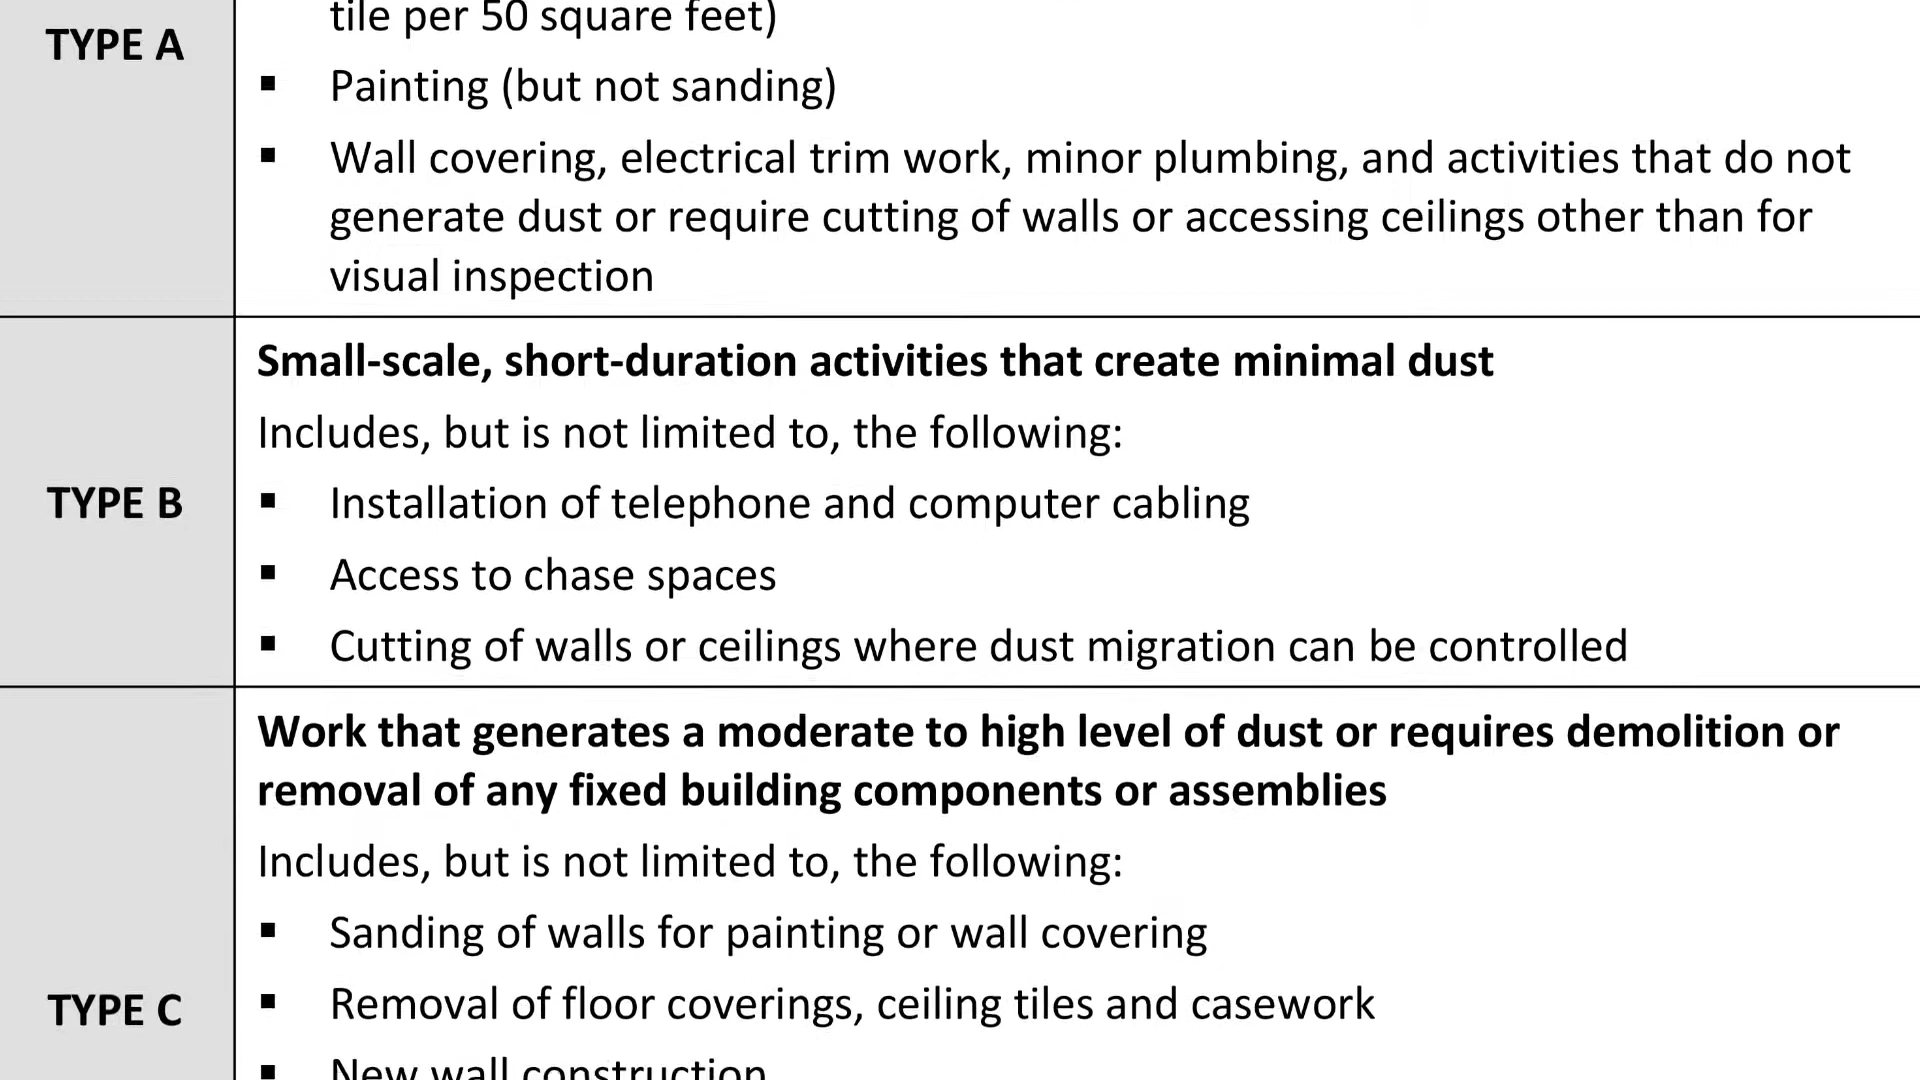 tile per 50 square feet)
TYPE A
▪ Painting (but not sanding)
▪ Wall covering, electrical trim work, minor plumbing, and activities that do not
generate dust or require cutting of walls or accessing ceilings other than for
visual inspection
Small-scale, short-duration activities that create minimal dust
Includes, but is not limited to, the following:
TYPE B
▪ Installation of telephone and computer cabling
▪ Access to chase spaces
▪ Cutting of walls or ceilings where dust migration can be controlled
Work that generates a moderate to high level of dust or requires demolition or
removal of any fixed building components or assemblies
Includes, but is not limited to, the following:
▪ Sanding of walls for painting or wall covering
TYPE C
▪ Removal of floor coverings, ceiling tiles and casework
▪ New wall construction